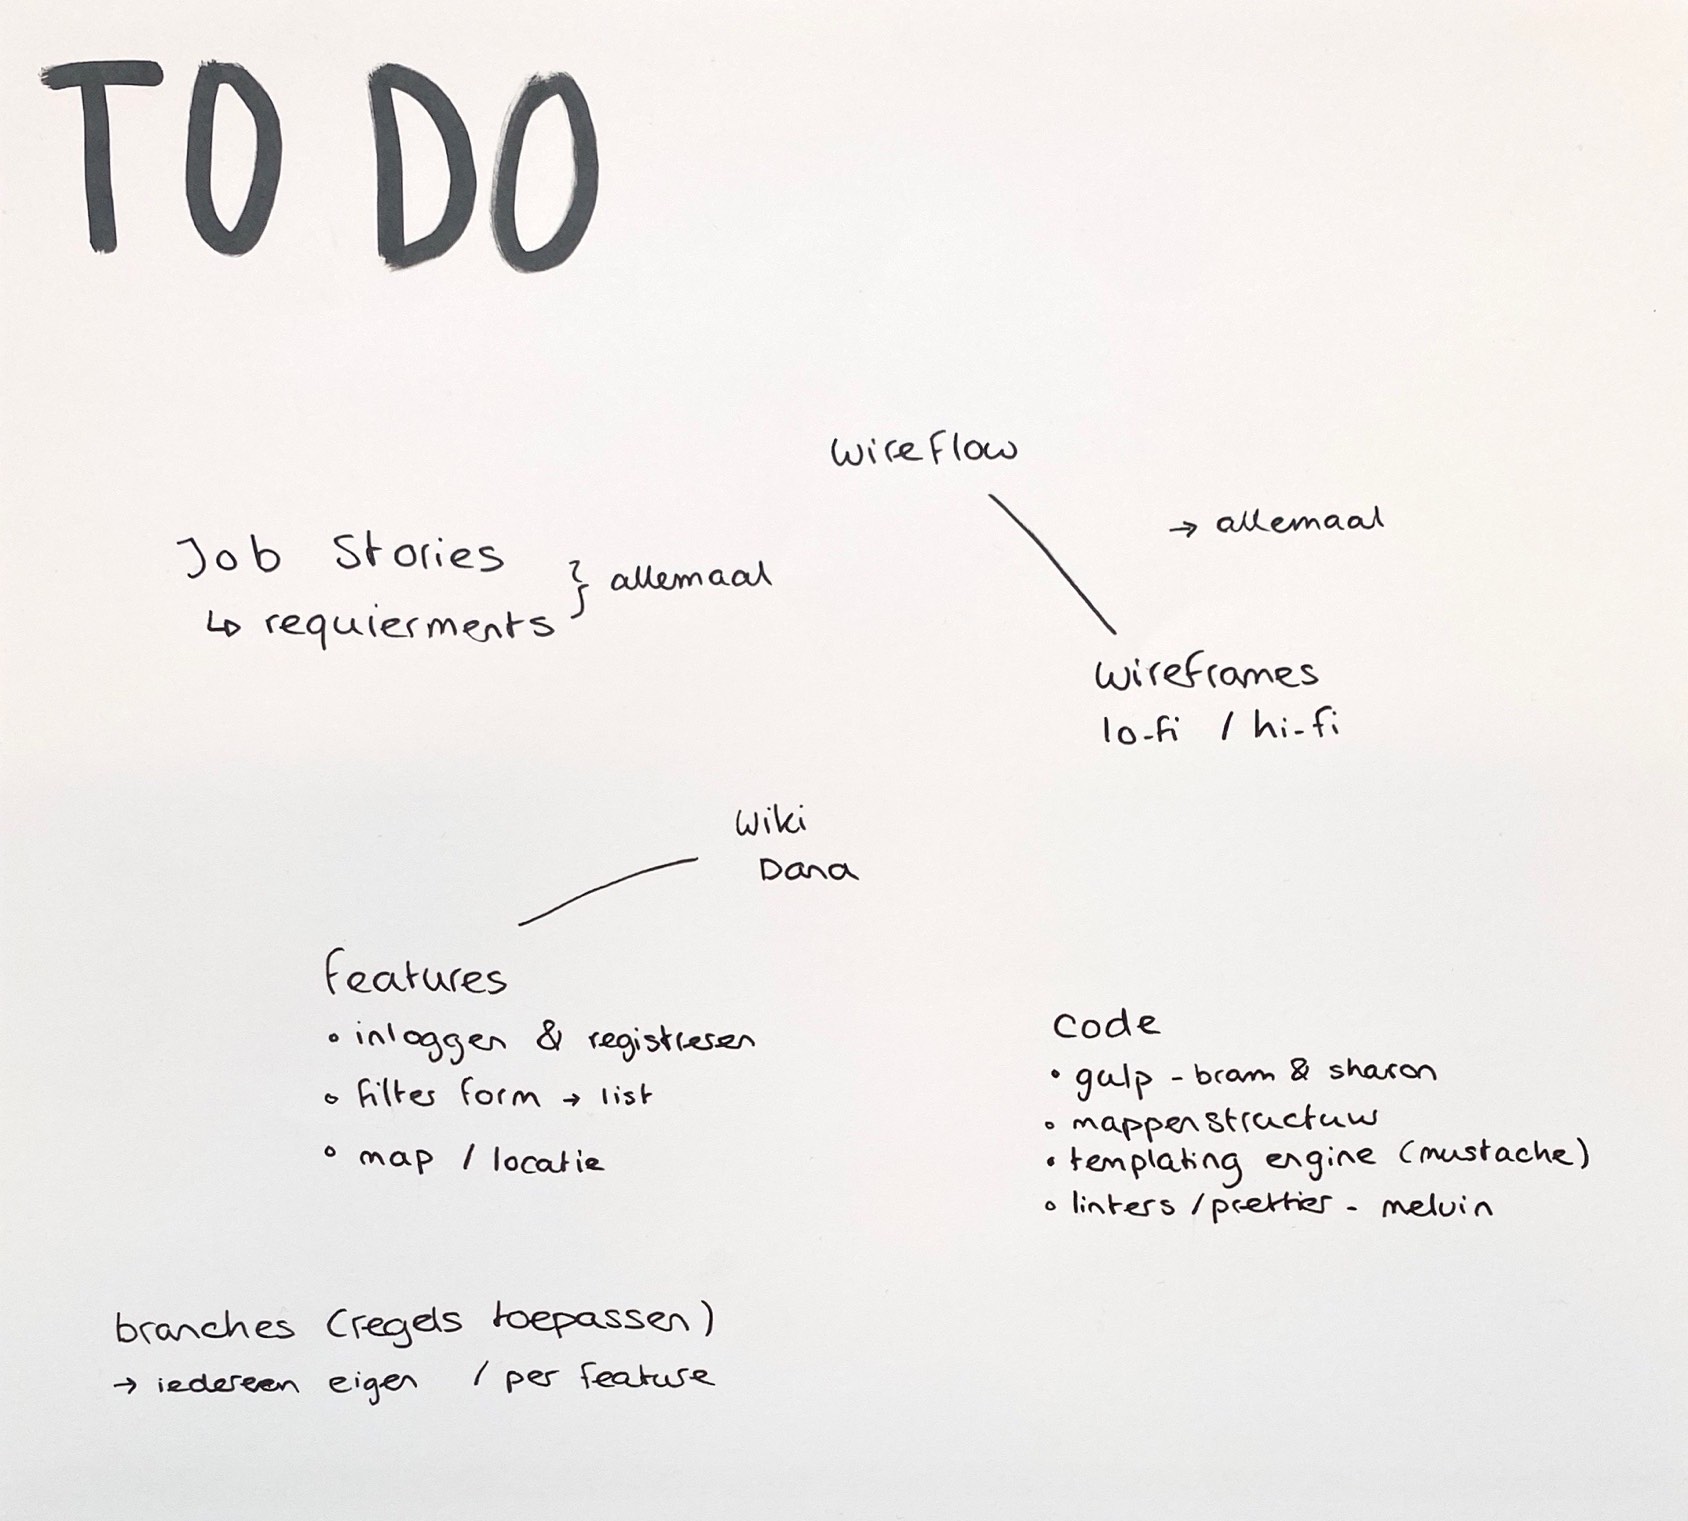 TO DO
wireflow
→ allemaal
Job Stories
↳ requierments } allemaal
wireframes
lo-fi / hi-fi
wiki
Dana
features
• inloggen & registreren
• filter form → list
• map / locatie
code
• gulp - bram & sharon
• mappenstructuur
• templating engine (mustache)
• linters / prettier - melvin
branches (regels toepassen)
→ iedereen eigen / per feature